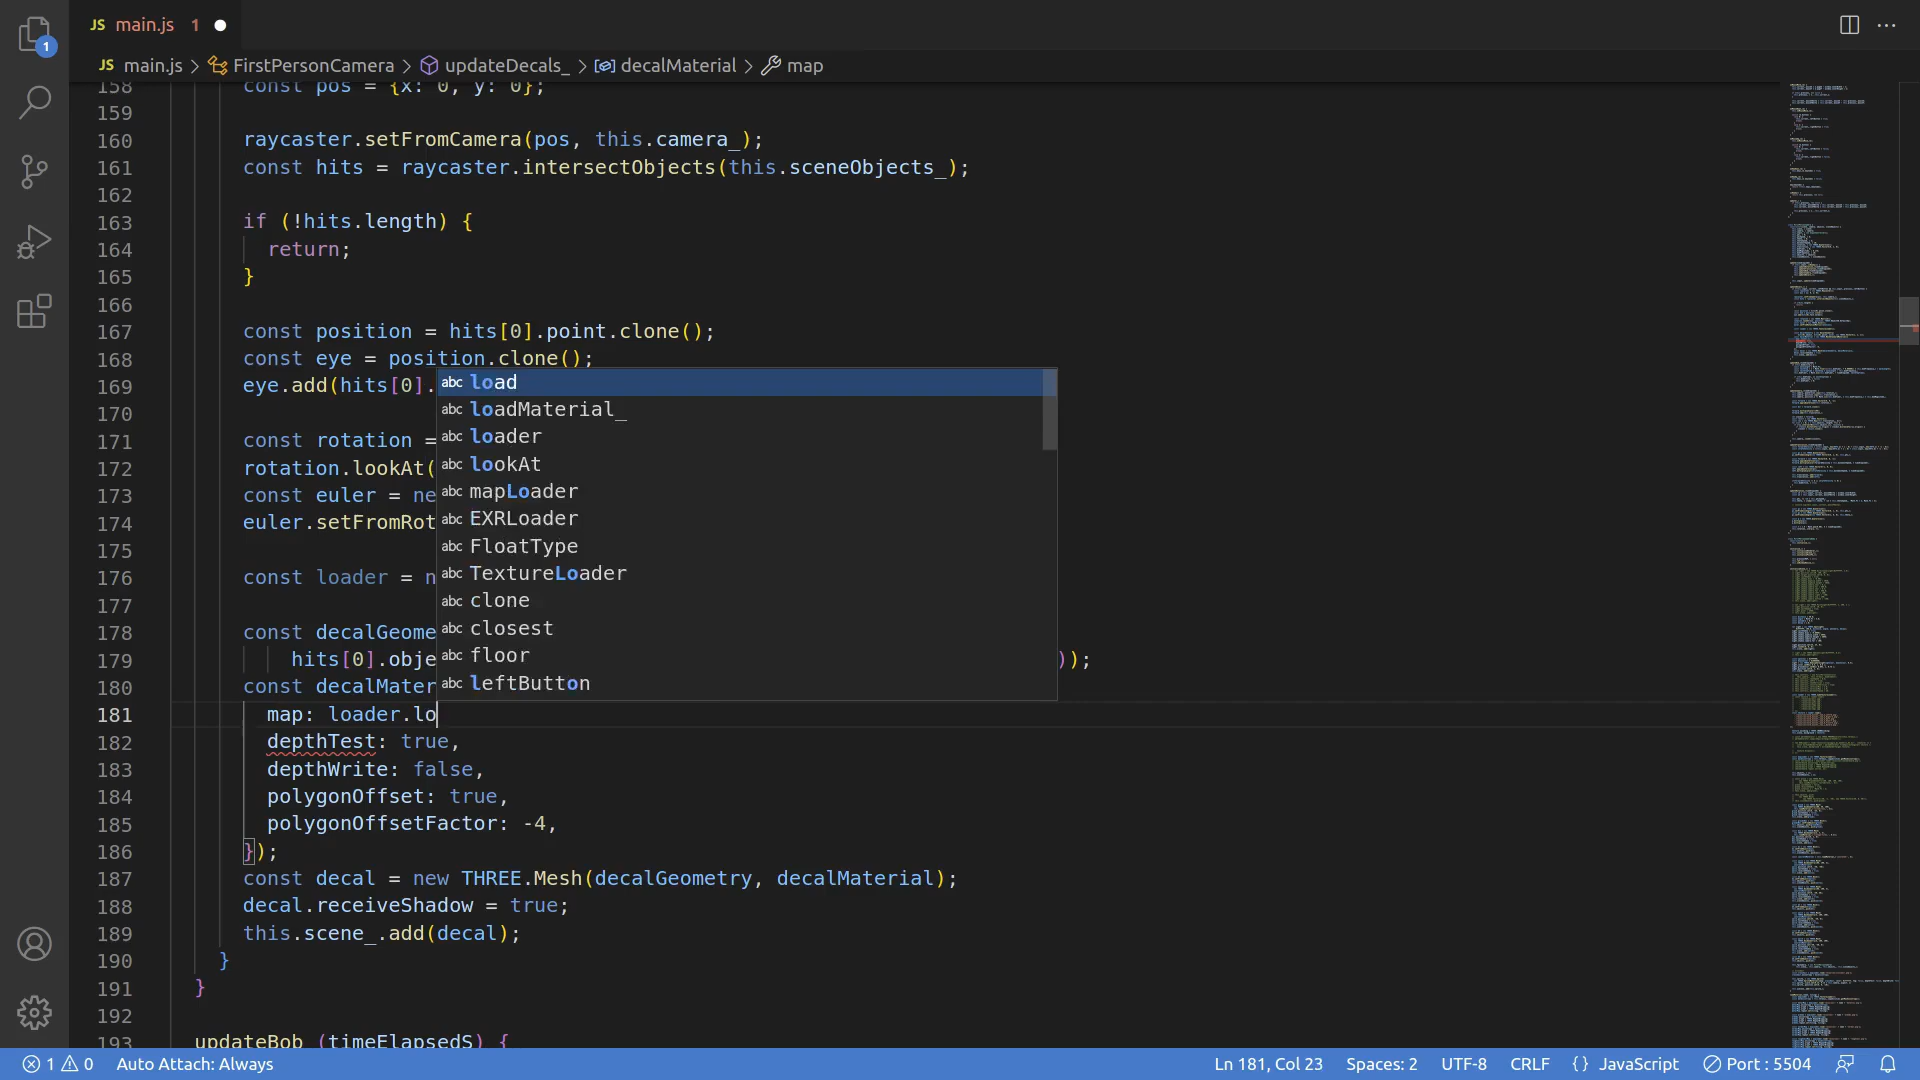 JS main.js 1
1
JS main.js > FirstPersonCamera > updateDecals_ > decalMaterial > map
158 const pos = {x: 0, y: 0};
159
160 raycaster.setFromCamera(pos, this.camera_);
161 const hits = raycaster.intersectObjects(this.sceneObjects_);
162
163 if (!hits.length) {
164 return;
165 }
166
167 const position = hits[0].point.clone();
168 const eye = position.clone();
169 eye.add(hits[0].
170
171 const rotation =
172 rotation.lookAt(
173 const euler = ne
174 euler.setFromRot
175
176 const loader = n
177
178 const decalGeome
179 hits[0].obje ));
180 const decalMater
181 map: loader.lo
182 depthTest: true,
183 depthWrite: false,
184 polygonOffset: true,
185 polygonOffsetFactor: -4,
186 });
187 const decal = new THREE.Mesh(decalGeometry, decalMaterial);
188 decal.receiveShadow = true;
189 this.scene_.add(decal);
190 }
191 }
192
193 updateBob_(timeElapsedS) {
abc load
abc loadMaterial_
abc loader
abc lookAt
abc mapLoader
abc EXRLoader
abc FloatType
abc TextureLoader
abc clone
abc closest
abc floor
abc leftButton
1 0 Auto Attach: Always Ln 181, Col 23 Spaces: 2 UTF-8 CRLF {} JavaScript Port : 5504